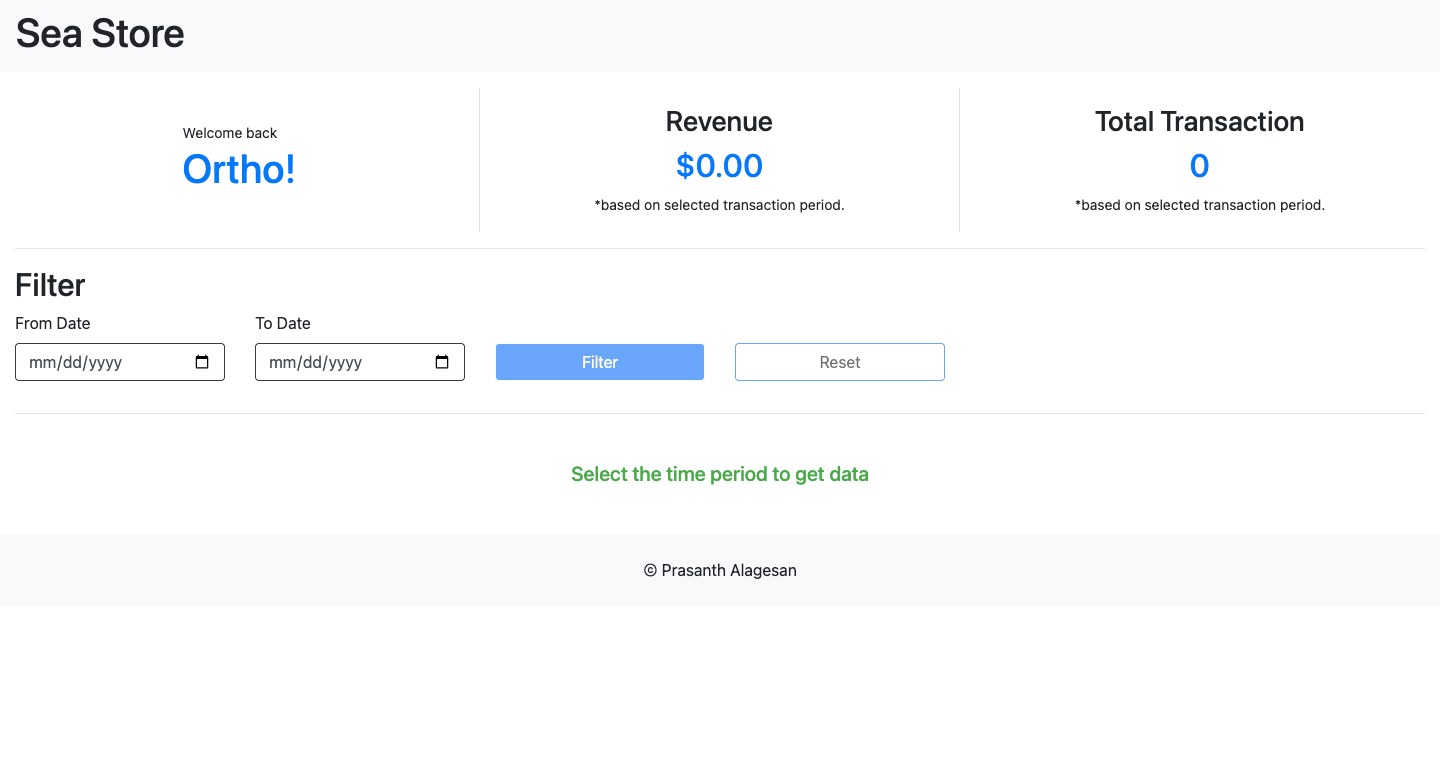 Sea Store
Welcome back
Ortho!
Revenue
$0.00
*based on selected transaction period.
Total Transaction
0
*based on selected transaction period.
Filter
From Date
To Date
mm/dd/yyyy
mm/dd/yyyy
Filter
Reset
Select the time period to get data
© Prasanth Alagesan